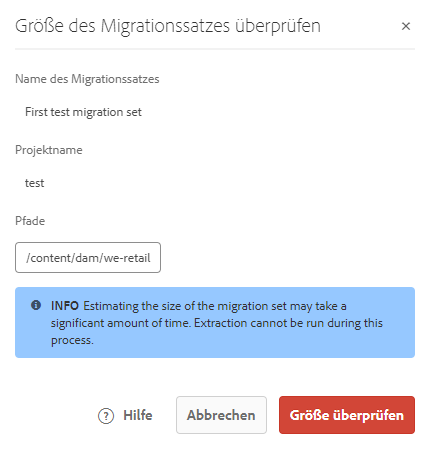 Größe des Migrationssatzes überprüfen
Name des Migrationssatzes
First test migration set
Projektname
test
Pfade
/content/dam/we-retail
INFO Estimating the size of the migration set may take a
significant amount of time. Extraction cannot be run during this
process.
Hilfe Abbrechen Größe überprüfen